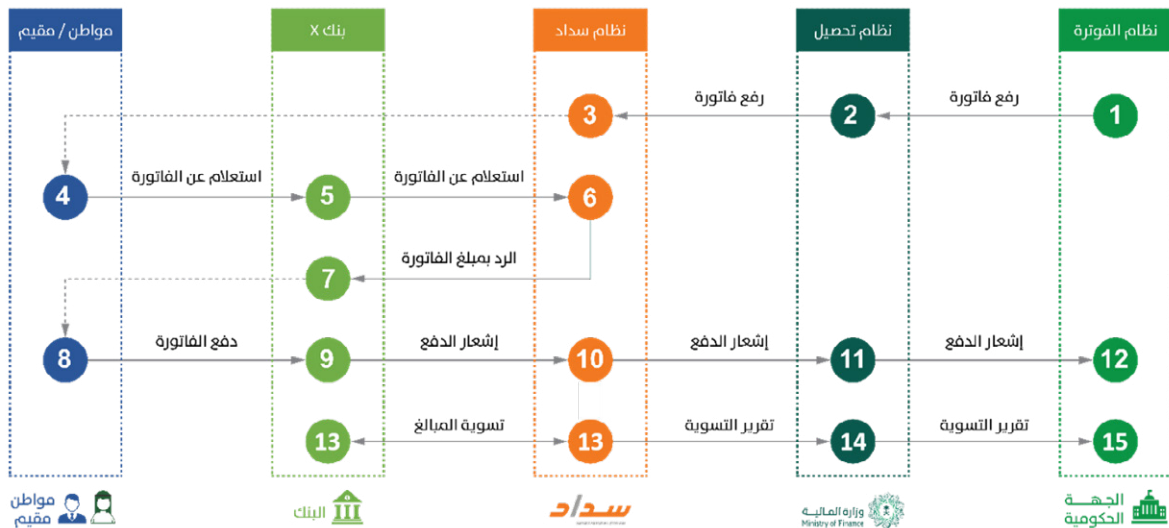 نظام الفوترة
نظام تحصيل
نظام سداد
بنك X
مواطن / مقيم
رفع فاتورة
رفع فاتورة
1
2
3
4
استعلام عن الفاتورة
5
استعلام عن الفاتورة
6
الرد بمبلغ الفاتورة
7
8
دفع الفاتورة
9
إشعار الدفع
10
إشعار الدفع
11
إشعار الدفع
12
13
تسوية المبالغ
13
تقرير التسوية
14
تقرير التسوية
15
الجهة
الحكومية
وزارة المالية
Ministry of Finance
سداد
البنك
مواطن
مقيم